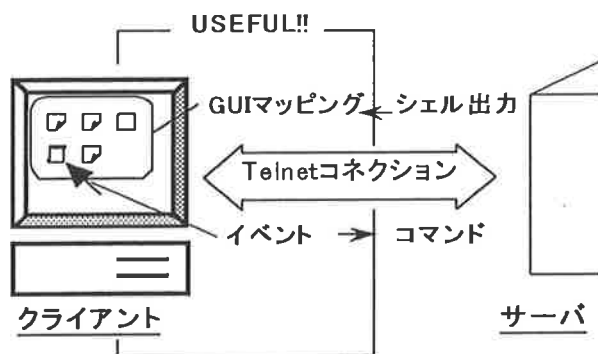 USEFUL!!
GUIマッピング
シェル出力
Telnetコネクション
イベント
コマンド
クライアント
サーバ